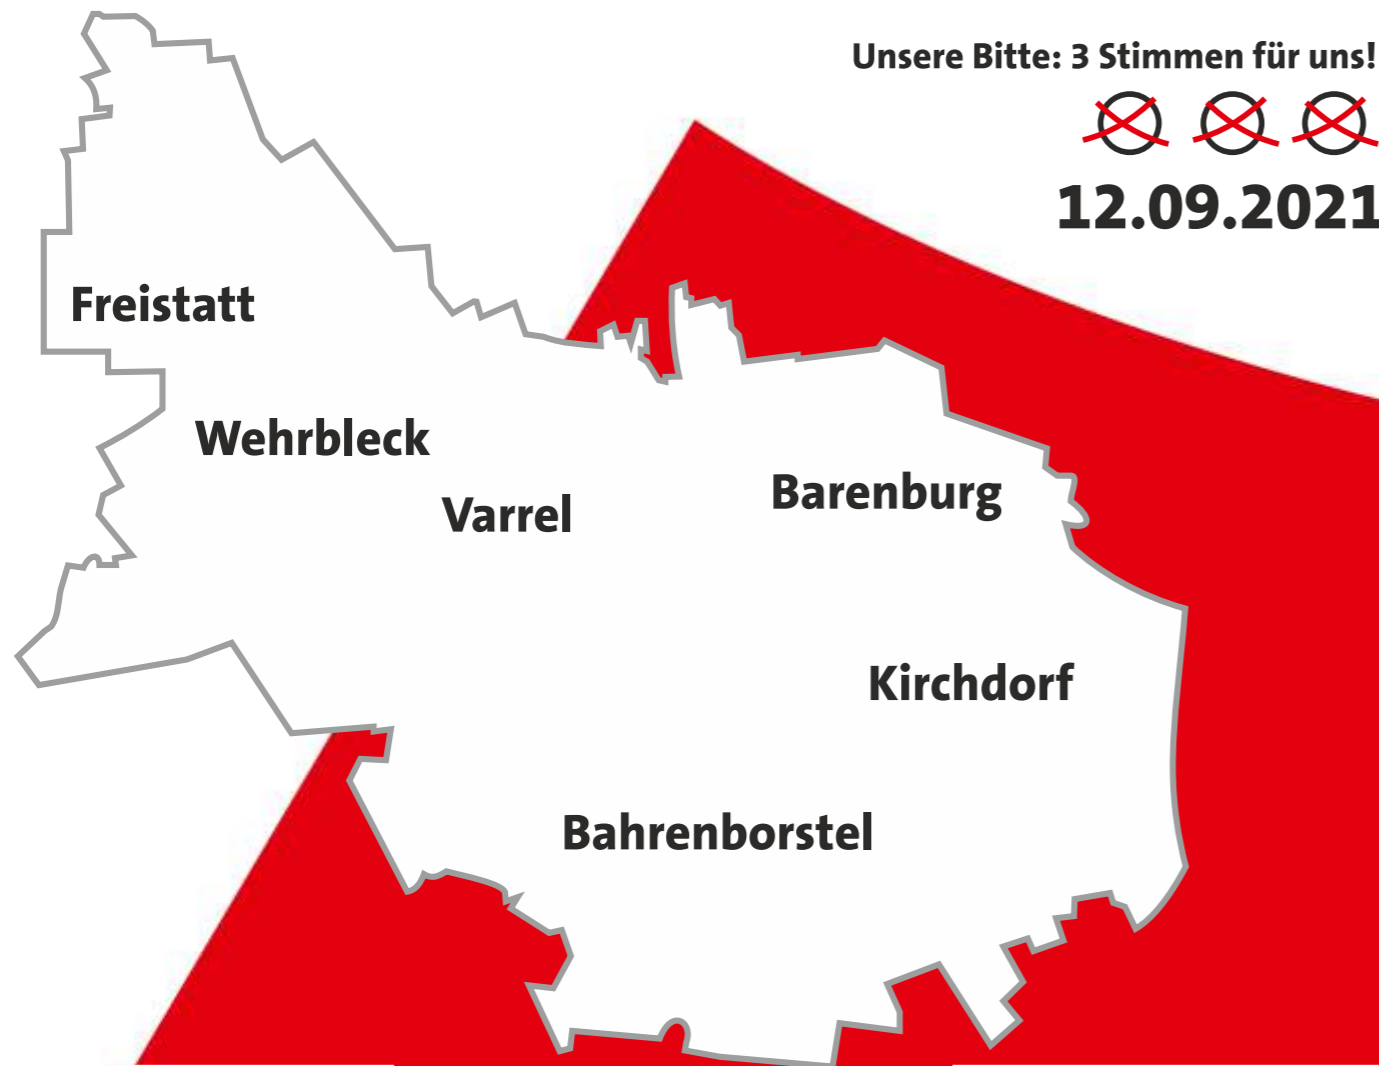 Unsere Bitte: 3 Stimmen für uns!
12.09.2021
Freistatt
Wehrbleck
Varrel
Barenburg
Kirchdorf
Bahrenborstel